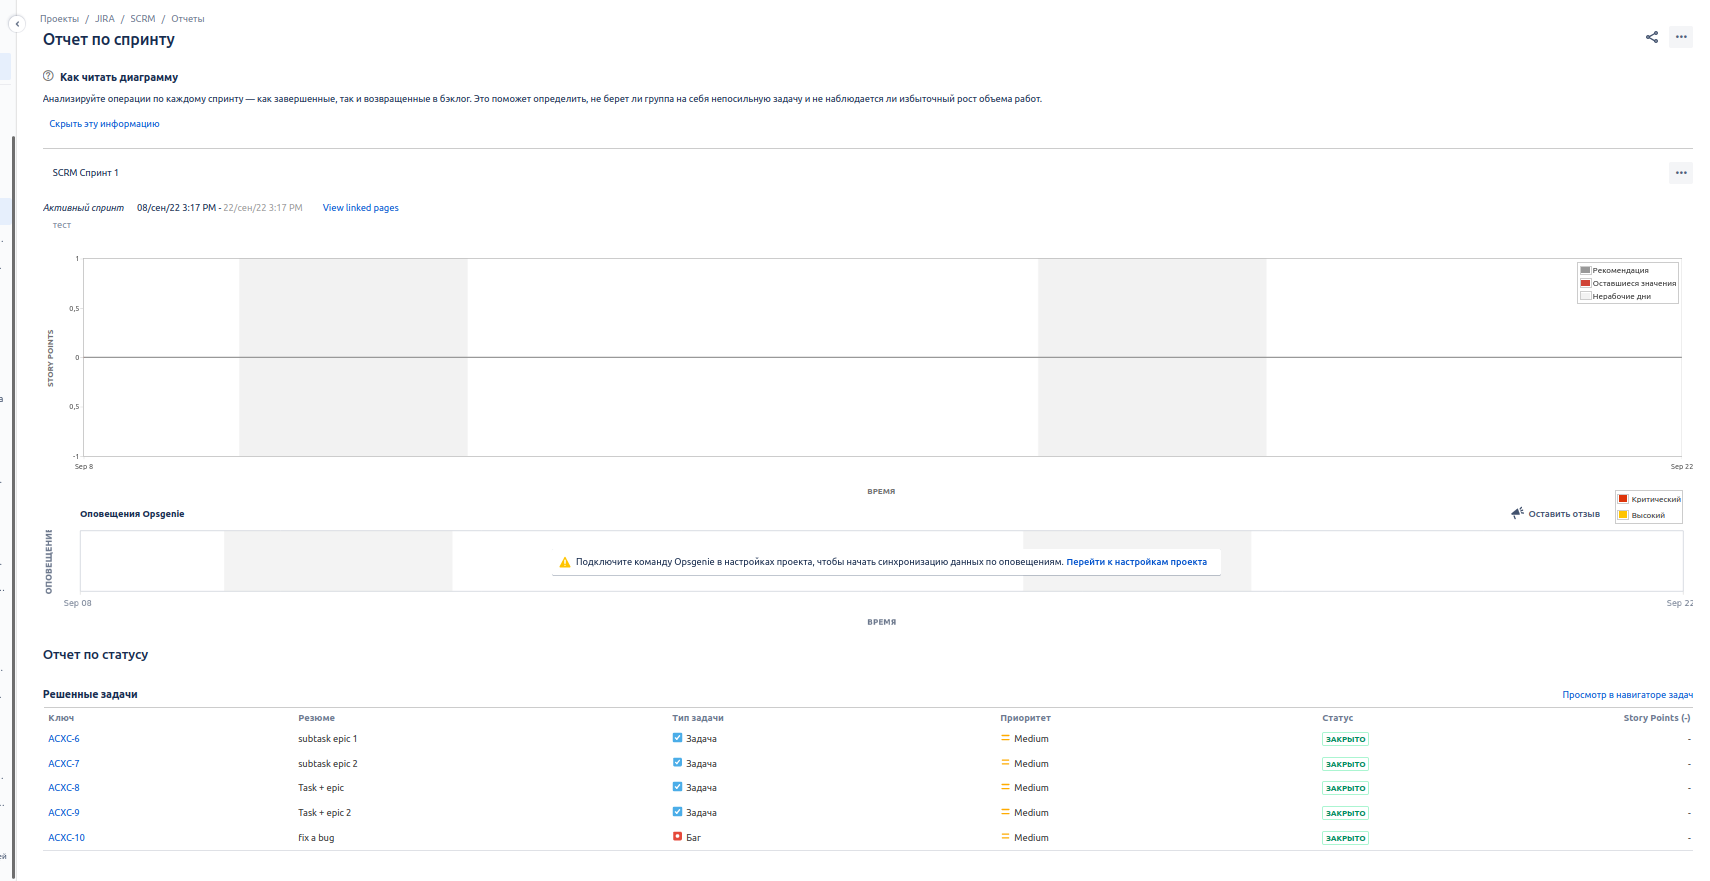 Проекты / JIRA / SCRM / Отчеты
Отчет по спринту
Как читать диаграмму
Анализируйте операции по каждому спринту — как завершенные, так и возвращенные в бэклог. Это поможет определить, не берет ли группа на себя непосильную задачу и не наблюдается ли избыточный рост объема работ.
Скрыть эту информацию
SCRM Спринт 1
Активный спринт 08/сен/22 3:17 PM - 22/сен/22 3:17 PM View linked pages
тест
Рекомендация
Оставшиеся значения
Нерабочие дни
STORY POINTS
1
0,5
0
0,5
-1
Sep 8 Sep 22
ВРЕМЯ
Оповещения Opsgenie
Оставить отзыв
Критический
Высокий
ОПОВЕЩЕНИЕ
Подключите команду Opsgenie в настройках проекта, чтобы начать синхронизацию данных по оповещениям. Перейти к настройкам проекта
Sep 08 Sep 22
ВРЕМЯ
Отчет по статусу
Решенные задачи Просмотр в навигаторе задач
Ключ Резюме Тип задачи Приоритет Статус Story Points (-)
ACXC-6 subtask epic 1 Задача Medium ЗАКРЫТО -
ACXC-7 subtask epic 2 Задача Medium ЗАКРЫТО -
ACXC-8 Task + epic Задача Medium ЗАКРЫТО -
ACXC-9 Task + epic 2 Задача Medium ЗАКРЫТО -
ACXC-10 fix a bug Баг Medium ЗАКРЫТО -